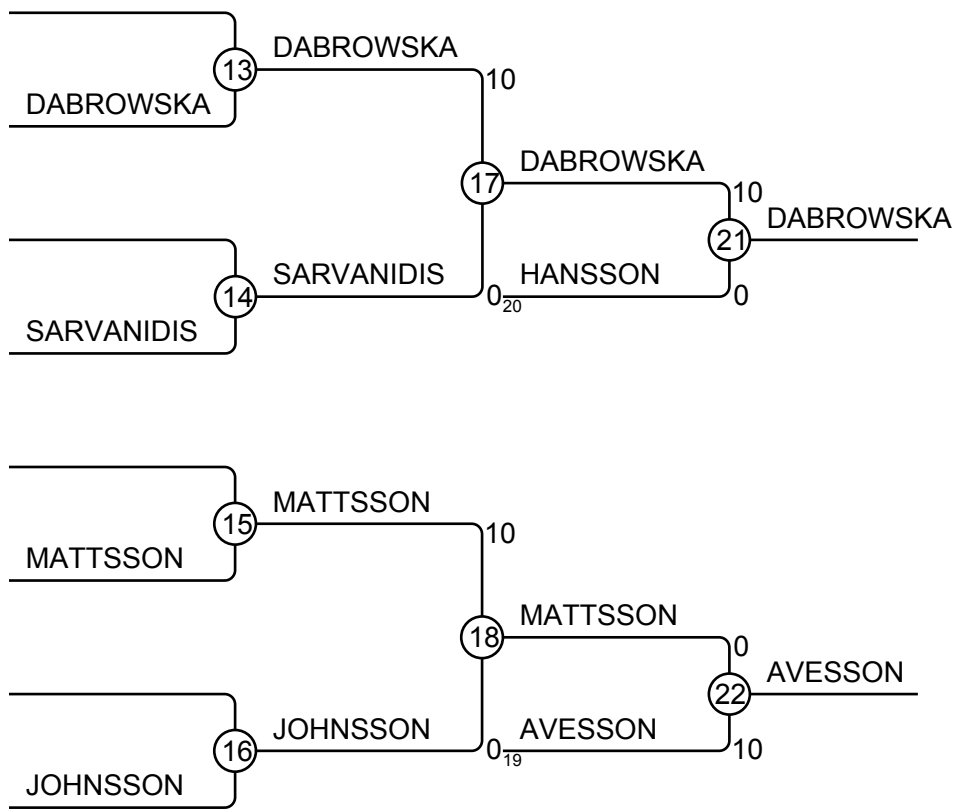 DABROWSKA
13
DABROWSKA
10
DABROWSKA
17
10
DABROWSKA
21
SARVANIDIS
14
0
20
HANSSON
0
SARVANIDIS
MATTSSON
15
10
MATTSSON
MATTSSON
18
0
AVESSON
22
JOHNSSON
16
0
19
AVESSON
10
JOHNSSON